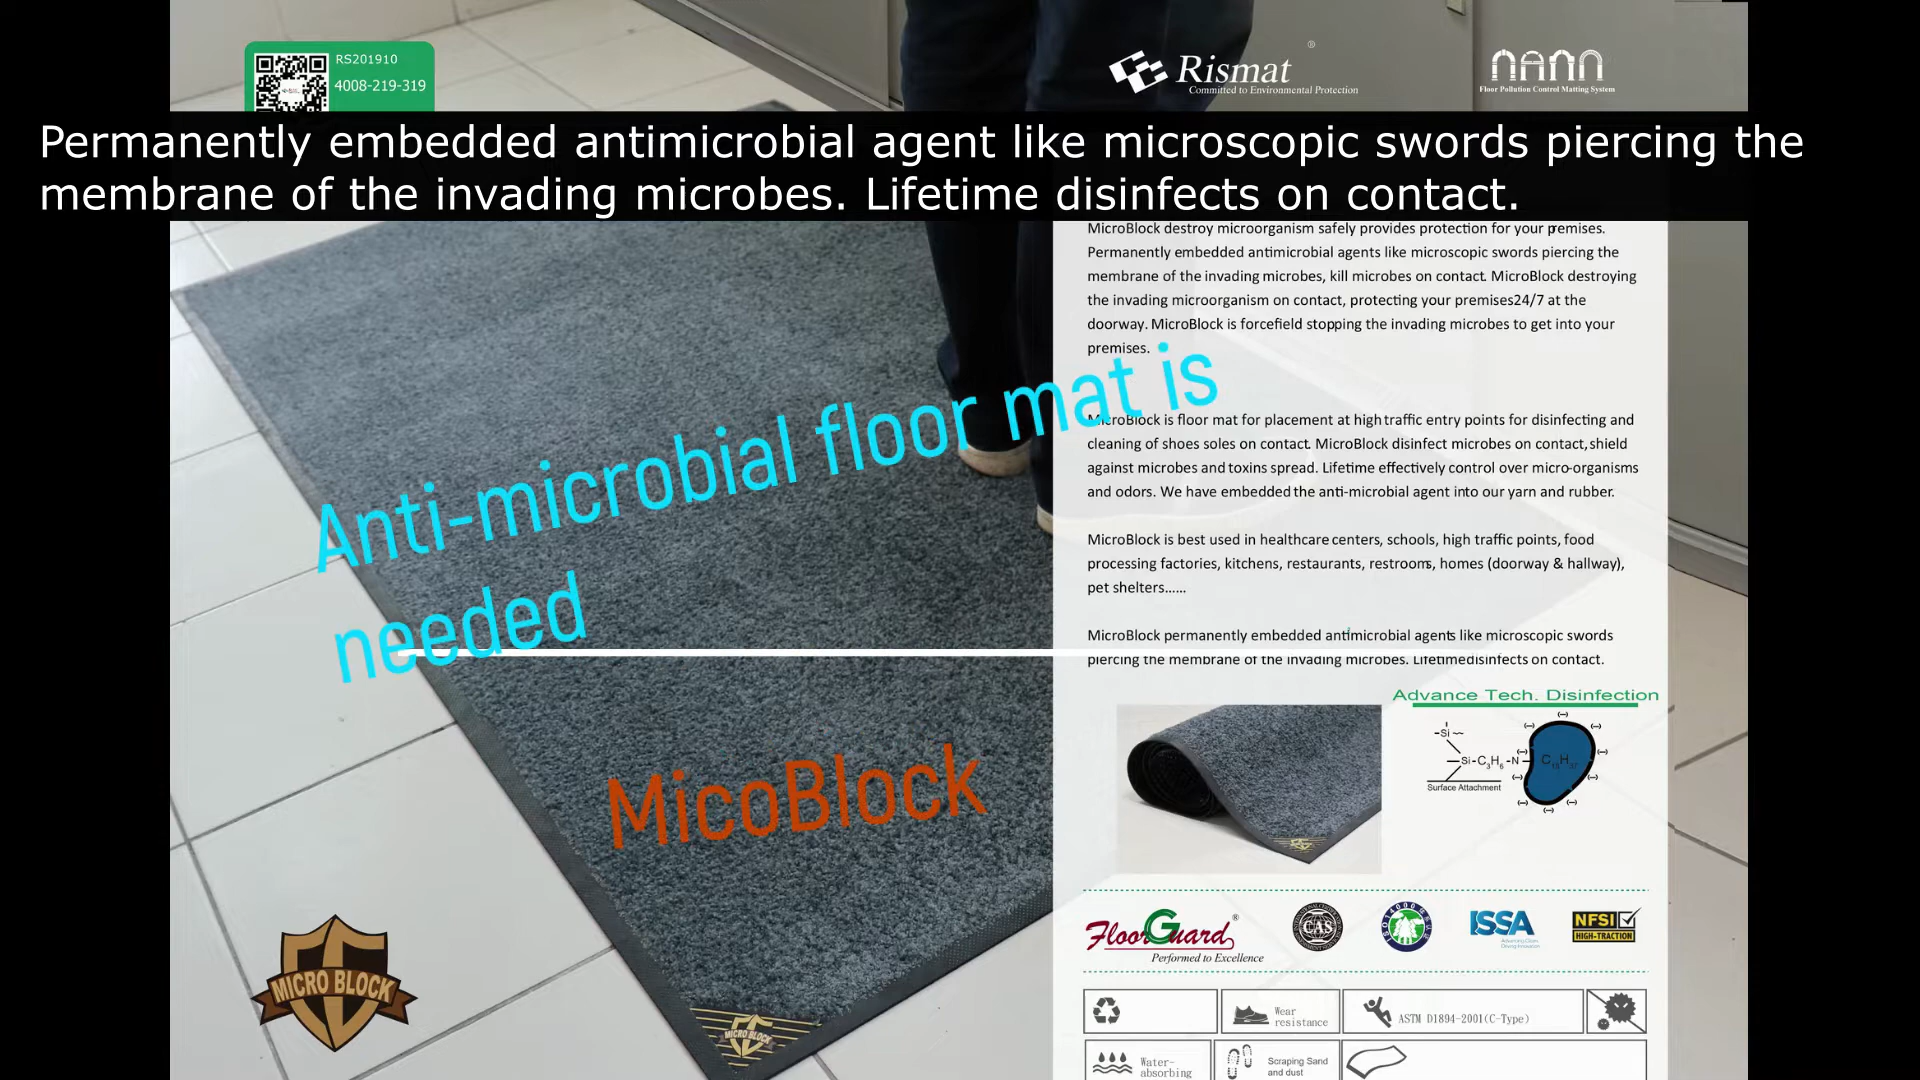 RS201910
4008-219-319
Rismat
®
Committed to Environmental Protection
Floor Pollution Control Matting System
Permanently embedded antimicrobial agent like microscopic swords piercing the
membrane of the invading microbes. Lifetime disinfects on contact.
MicroBlock destroy microorganism safely provides protection for your premises.
Permanently embedded antimicrobial agents like microscopic swords piercing the
membrane of the invading microbes, kill microbes on contact. MicroBlock destroying
the invading microorganism on contact, protecting your premises24/7 at the
doorway. MicroBlock is forcefield stopping the invading microbes to get into your
premises.
Anti-microbial floor mat is
needed
MicroBlock is floor mat for placement at high traffic entry points for disinfecting and
cleaning of shoes soles on contact. MicroBlock disinfect microbes on contact, shield
against microbes and toxins spread. Lifetime effectively control over micro-organisms
and odors. We have embedded the anti-microbial agent into our yarn and rubber.
MicroBlock is best used in healthcare centers, schools, high traffic points, food
processing factories, kitchens, restaurants, restrooms, homes (doorway & hallway),
pet shelters......
MicroBlock permanently embedded antimicrobial agents like microscopic swords
piercing the membrane of the invading microbes. Lifetimedisinfects on contact.
MicoBlock
Advance Tech. Disinfection
-Si ~~
Si-C3H6-N
C18H37
Surface Attachment
FloorGuard®
Performed to Excellence
CAS
ISO14000
ISSA
NFSI
HIGH-TRACTION
MICRO BLOCK
MICRO BLOCK
Wear
resistance
ASTM D1894-2001(C-Type)
Water-
absorbing
Scraping Sand
and dust